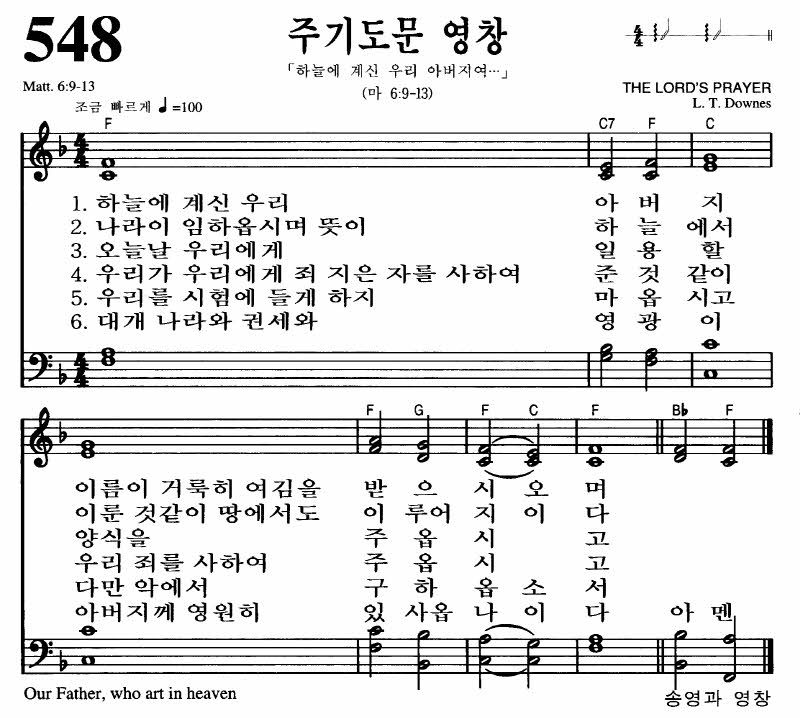 548
주기도문 영창
「하늘에 계신 우리 아버지여…」
Matt. 6:9-13
(마 6:9-13)
THE LORD'S PRAYER
조금 빠르게 ♩=100
L. T. Downes
F C7 F C
1. 하늘에 계신 우리 아 버 지
2. 나라이 임하옵시며 뜻이 하 늘 에서
3. 오늘날 우리에게 일 용 할
4. 우리가 우리에게 죄 지은 자를 사하여 준 것 같이
5. 우리를 시험에 들게 하지 마 옵 시고
6. 대개 나라와 권세와 영 광 이
F G F C F B♭ F
이름이 거룩히 여김을 받 으 시 오 며
이룬 것같이 땅에서도 이 루어 지 이 다
양식을 주 옵 시 고
우리 죄를 사하여 주 옵 시 고
다만 악에서 구 하 옵 소 서
아버지께 영원히 있 사옵 나 이 다 아 멘
Our Father, who art in heaven
송영과 영창